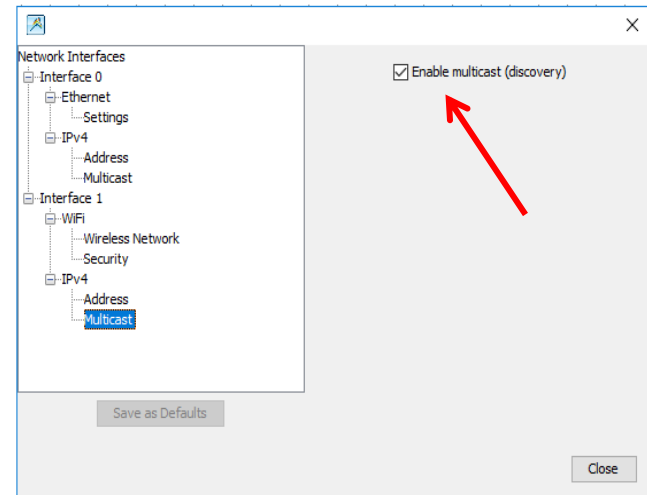 Network Interfaces
Interface 0
Ethernet
Settings
IPv4
Address
Multicast
Interface 1
WiFi
Wireless Network
Security
IPv4
Address
Multicast
Enable multicast (discovery)
Save as Defaults
Close